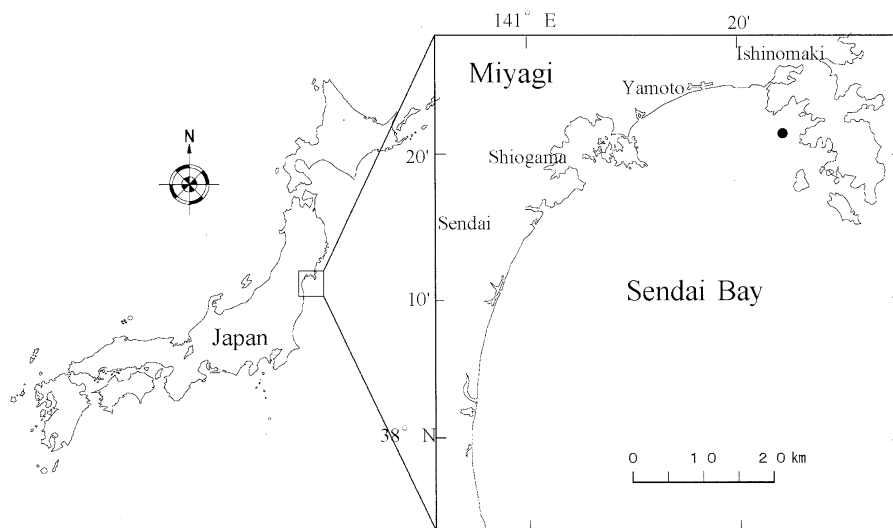 141° E
20'
Ishinomaki
Miyagi
Yamoto
N
20'
Shiogama
Sendai
10'
Sendai Bay
Japan
38° N
0 10 20 km